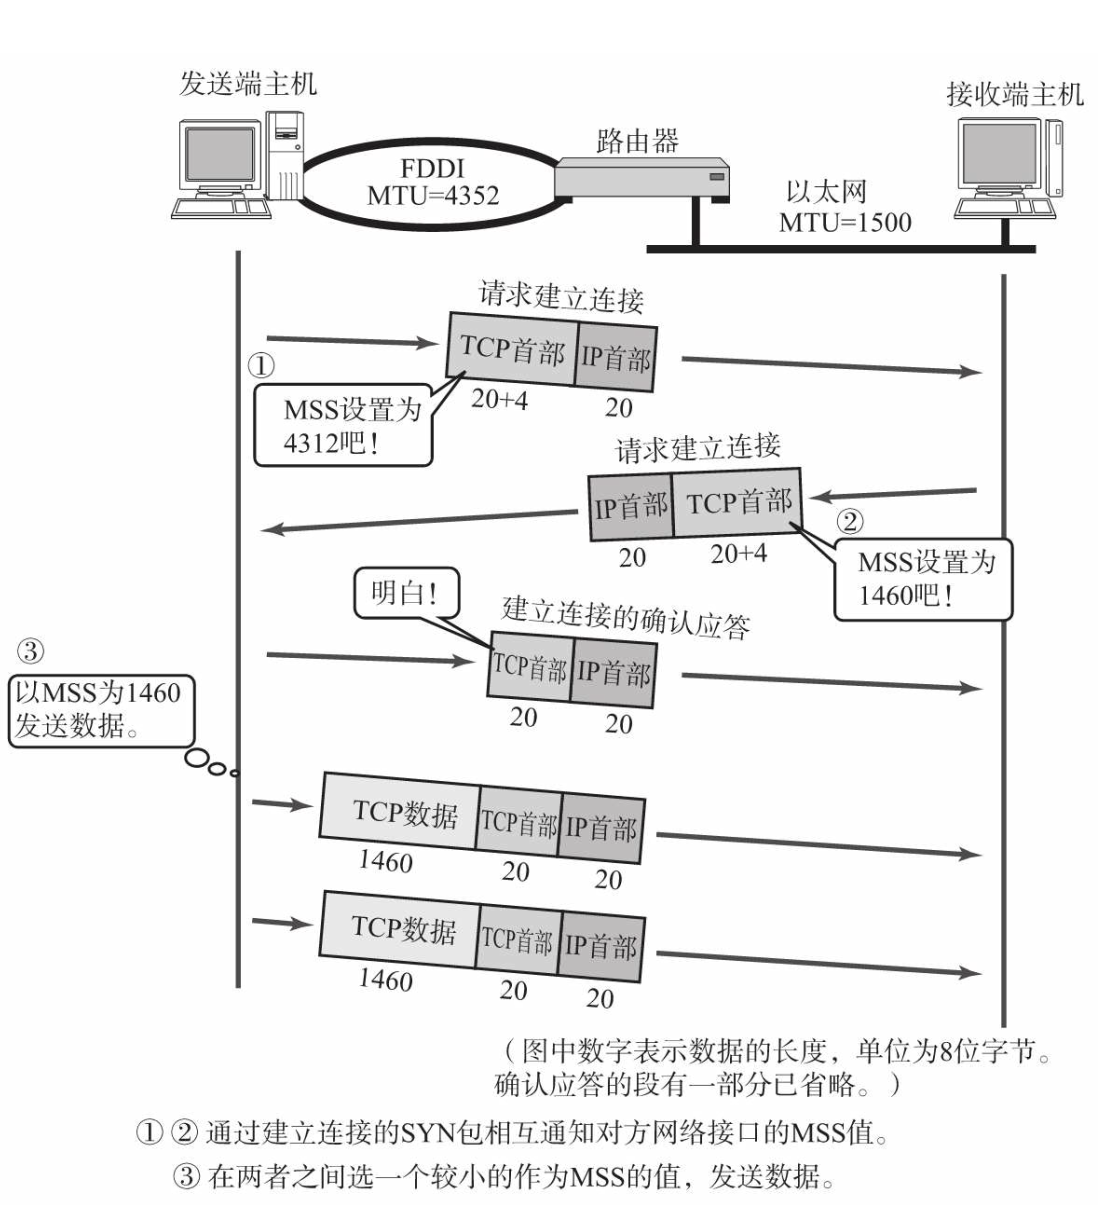 发送端主机
接收端主机
路由器
FDDI
MTU=4352
以太网
MTU=1500
请求建立连接
TCP首部 IP首部
20+4 20
①
MSS设置为
4312吧！
请求建立连接
IP首部 TCP首部
20 20+4
②
MSS设置为
1460吧！
明白！
建立连接的确认应答
TCP首部 IP首部
20 20
③
以MSS为1460
发送数据。
TCP数据 TCP首部 IP首部
1460 20 20
TCP数据 TCP首部 IP首部
1460 20 20
（图中数字表示数据的长度，单位为8位字节。
确认应答的段有一部分已省略。）
① ② 通过建立连接的SYN包相互通知对方网络接口的MSS值。
③ 在两者之间选一个较小的作为MSS的值，发送数据。